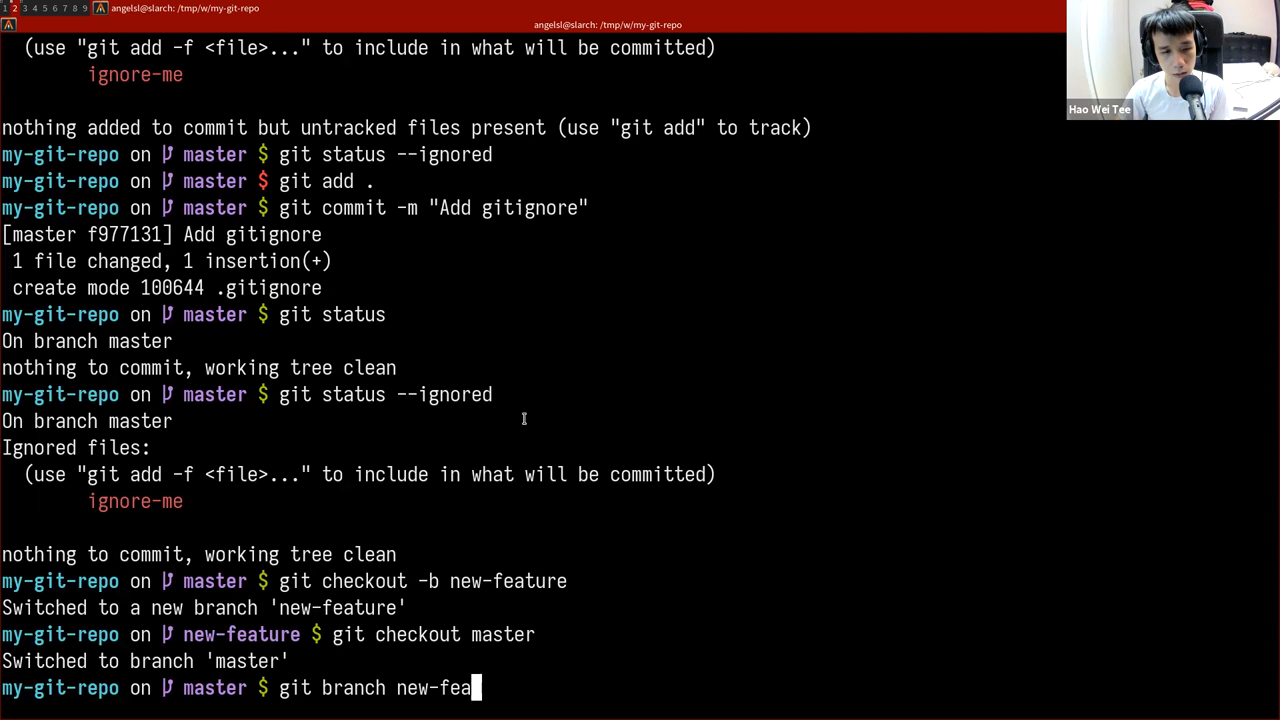 1 2 3 4 5 6 7 8 9 angelsl@slarch: /tmp/w/my-git-repo
angelsl@slarch: /tmp/w/my-git-repo
(use "git add -f <file>..." to include in what will be committed)
ignore-me
Hao Wei Tee
nothing added to commit but untracked files present (use "git add" to track)
my-git-repo on master $ git status --ignored
my-git-repo on master $ git add .
my-git-repo on master $ git commit -m "Add gitignore"
[master f977131] Add gitignore
1 file changed, 1 insertion(+)
create mode 100644 .gitignore
my-git-repo on master $ git status
On branch master
nothing to commit, working tree clean
my-git-repo on master $ git status --ignored
On branch master
Ignored files:
(use "git add -f <file>..." to include in what will be committed)
ignore-me
nothing to commit, working tree clean
my-git-repo on master $ git checkout -b new-feature
Switched to a new branch 'new-feature'
my-git-repo on new-feature $ git checkout master
Switched to branch 'master'
my-git-repo on master $ git branch new-fea